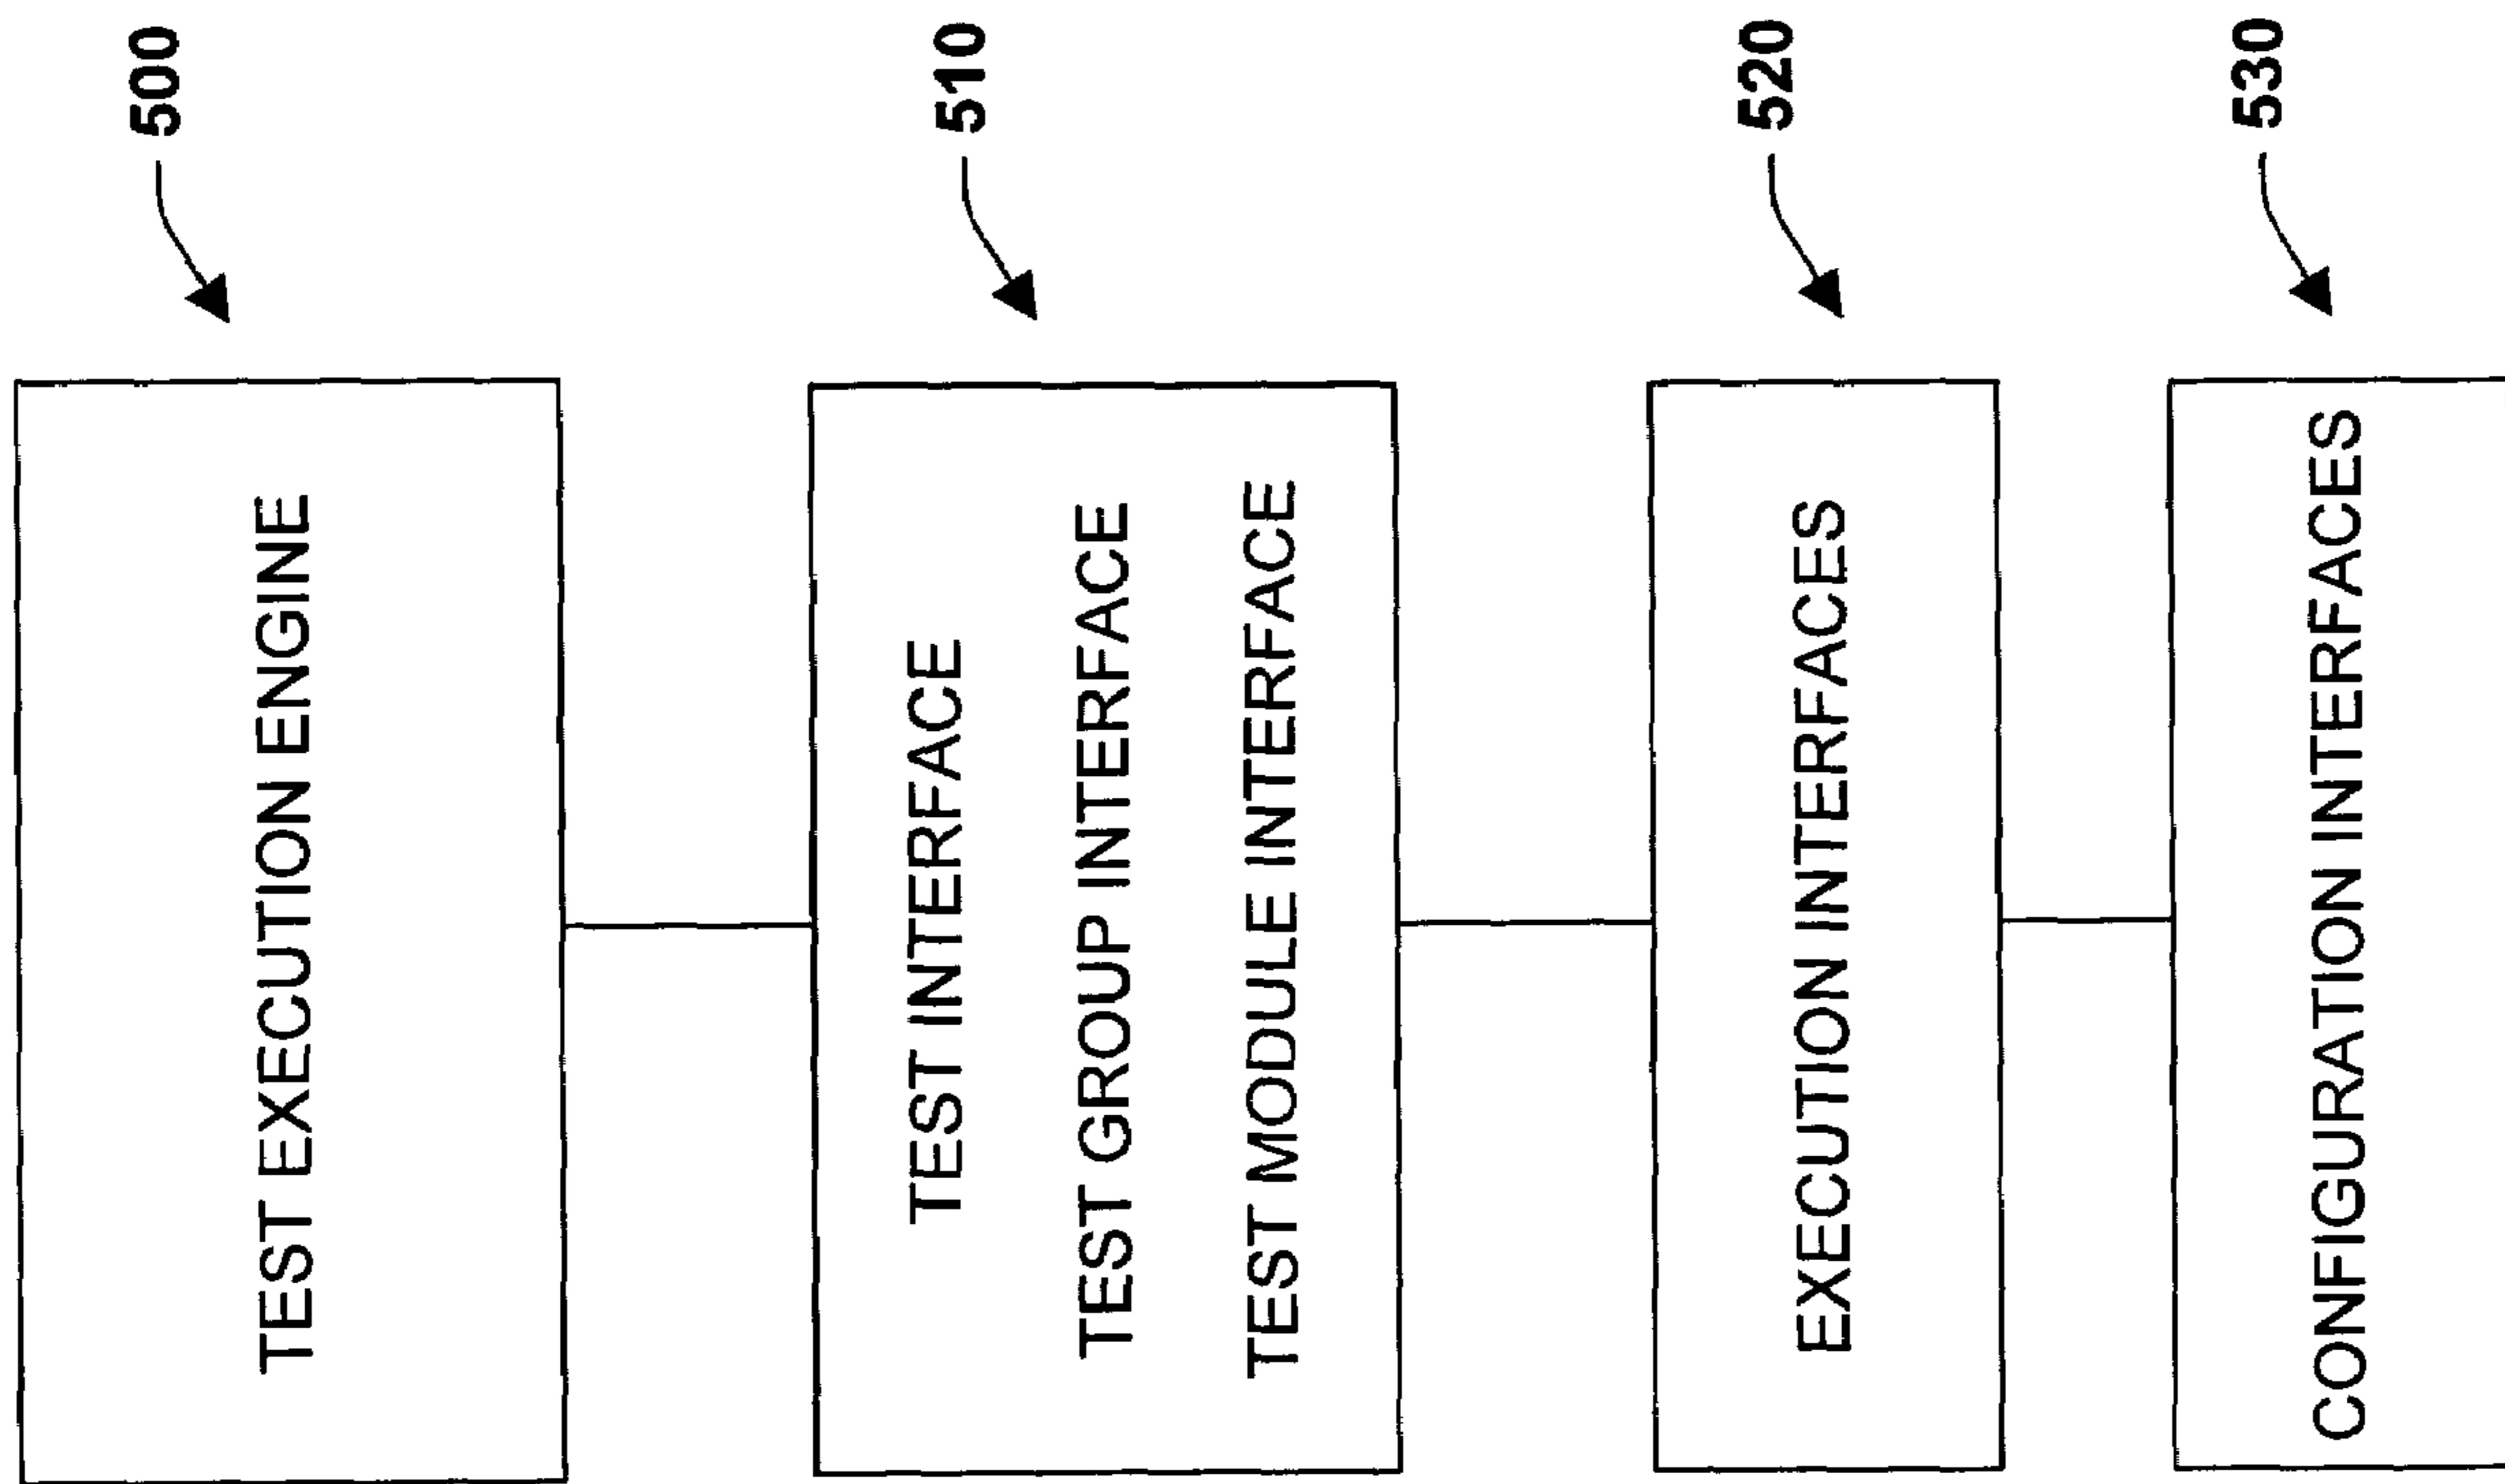 TEST EXECUTION ENGINE
500
TEST INTERFACE
TEST GROUP INTERFACE
TEST MODULE INTERFACE
510
EXECUTION INTERFACES
520
CONFIGURATION INTERFACES
530